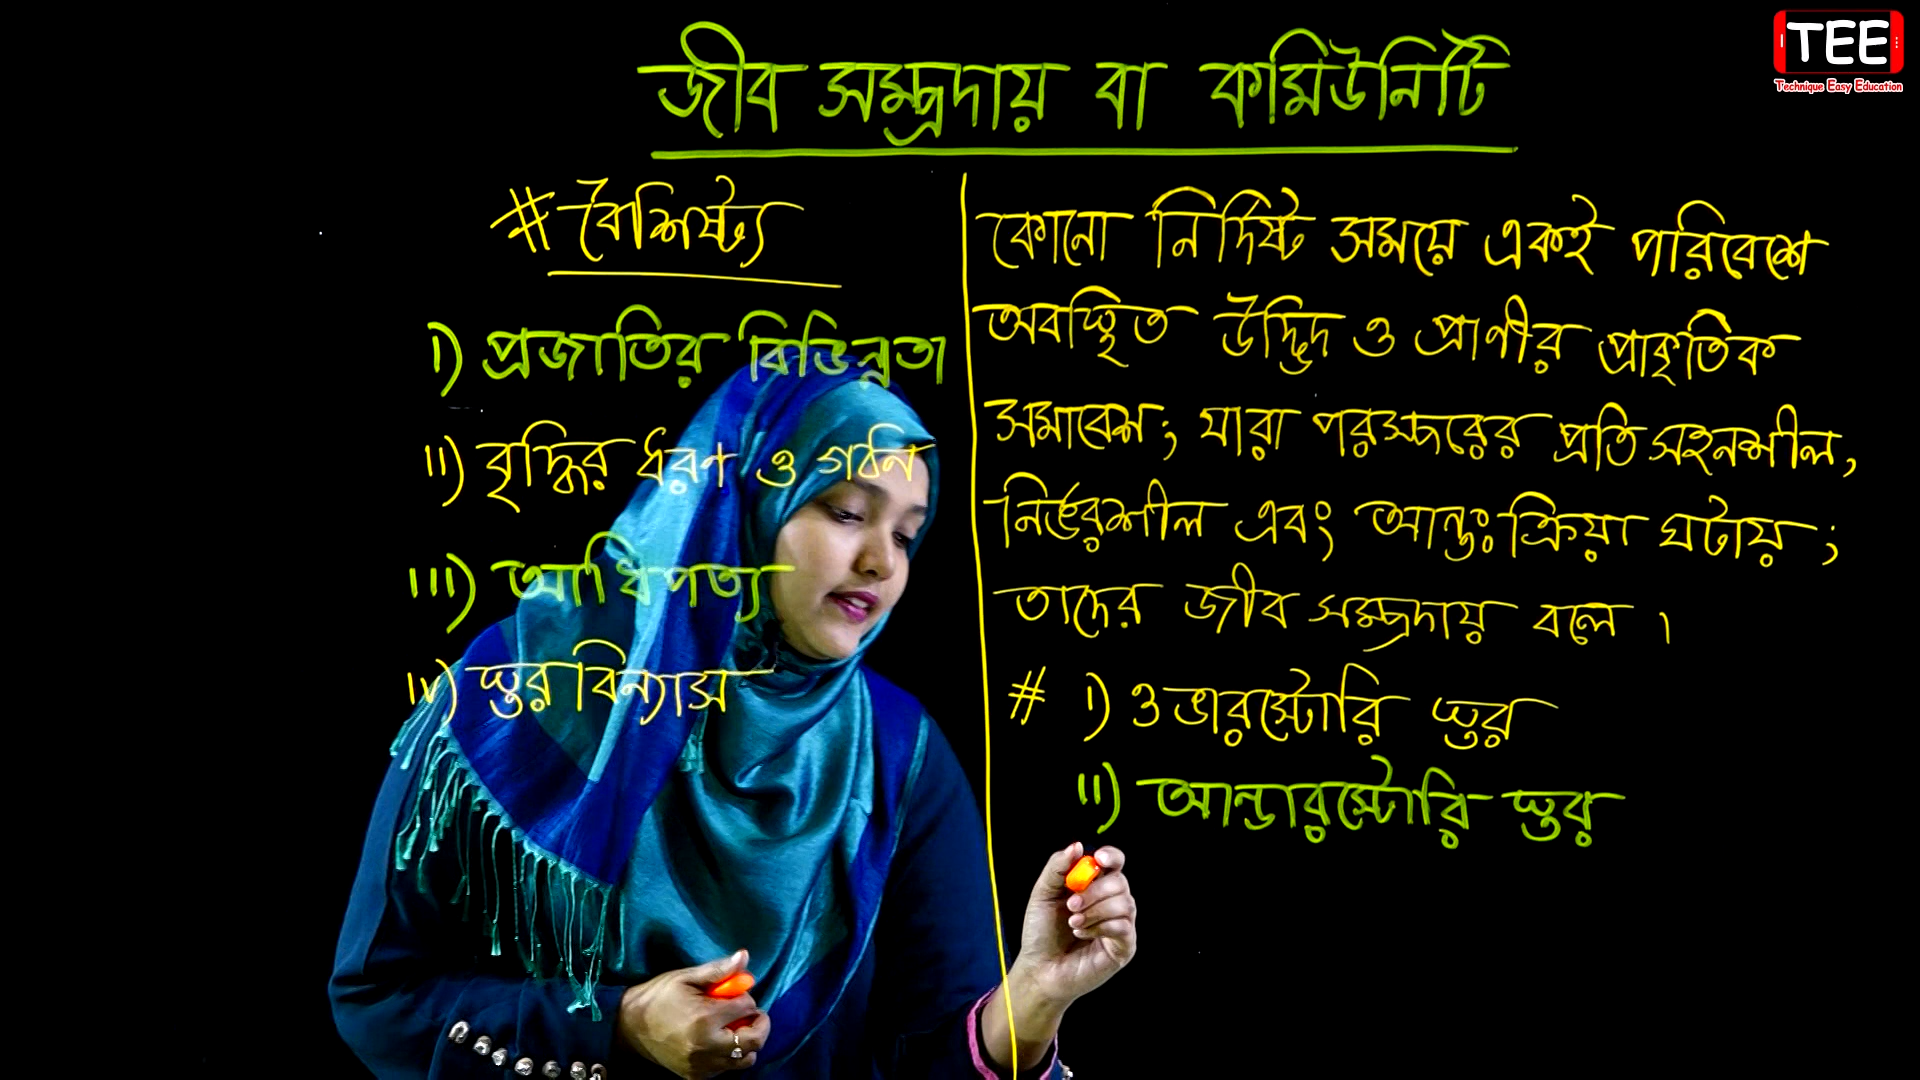 জীব সম্প্রদায় বা কমিউনিটি
TEE
Technique Easy Education
# বৈশিষ্ট্য
i) প্রজাতির বিভিন্নতা
ii) বৃদ্ধির ধরণ ও গঠন
iii) আধিপত্য
iv) স্তর বিন্যাস
কোনো নির্দিষ্ট সময়ে একই পরিবেশে
অবস্থিত উদ্ভিদ ও প্রাণীর প্রাকৃতিক
সমাবেশ; যারা পরস্পরের প্রতি সহনশীল,
নির্ভরশীল এবং আন্তঃক্রিয়া ঘটায়;
তাদের জীব সম্প্রদায় বলে।
# i) ওভারস্টোরি স্তর
ii) আন্ডারস্টোরি স্তর